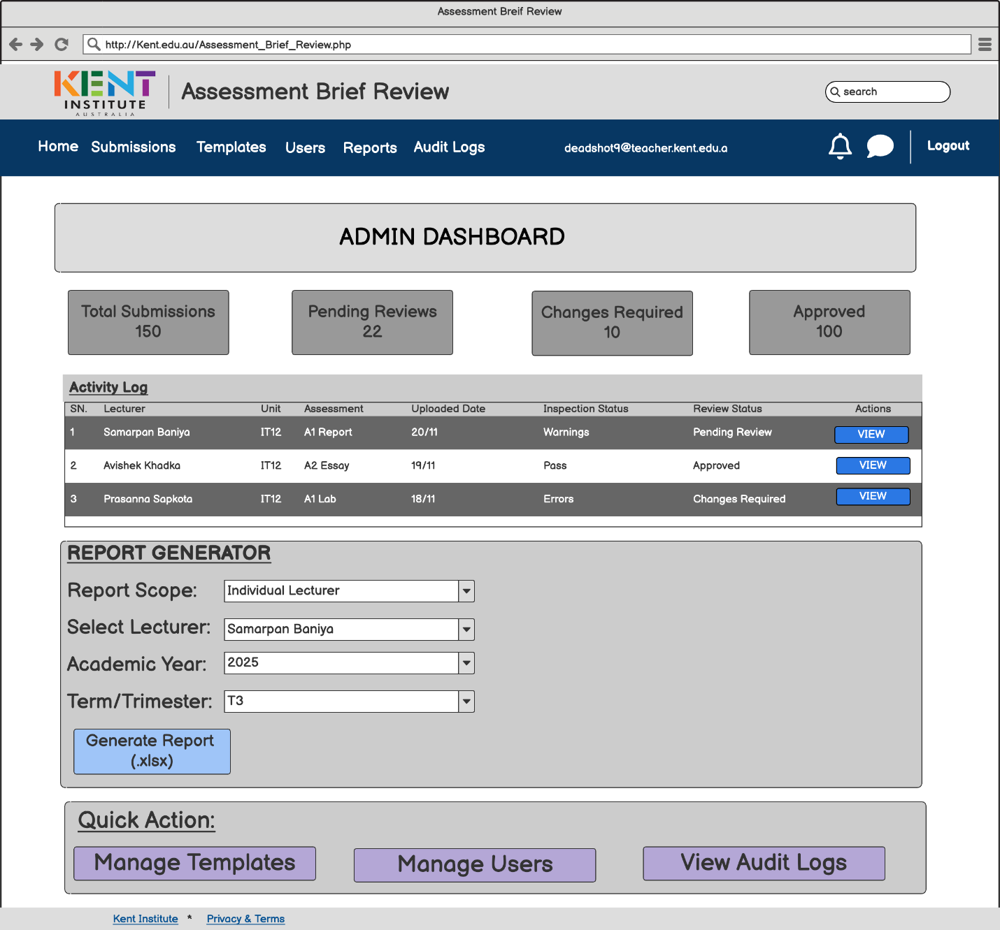 Assessment Breif Review
http://Kent.edu.au/Assessment_Brief_Review.php
KENT
INSTITUTE
AUSTRALIA
Assessment Brief Review
search
Home Submissions Templates Users Reports Audit Logs deadshot9@teacher.kent.edu.a Logout
ADMIN DASHBOARD
Total Submissions
150
Pending Reviews
22
Changes Required
10
Approved
100
Activity Log
SN. Lecturer Unit Assessment Uploaded Date Inspection Status Review Status Actions
1 Samarpan Baniya IT12 A1 Report 20/11 Warnings Pending Review VIEW
2 Avishek Khadka IT12 A2 Essay 19/11 Pass Approved VIEW
3 Prasanna Sapkota IT12 A1 Lab 18/11 Errors Changes Required VIEW
REPORT GENERATOR
Report Scope: Individual Lecturer
Select Lecturer: Samarpan Baniya
Academic Year: 2025
Term/Trimester: T3
Generate Report
(.xlsx)
Quick Action:
Manage Templates Manage Users View Audit Logs
Kent Institute * Privacy & Terms